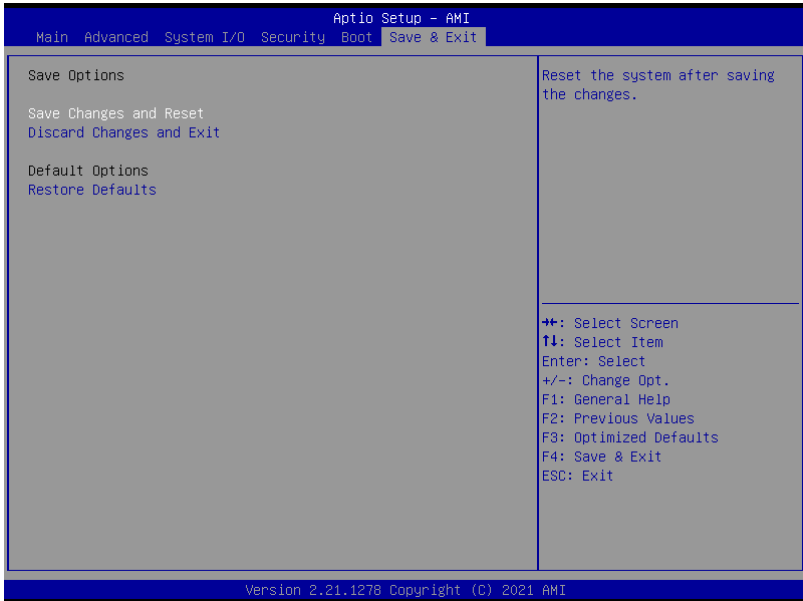 Aptio Setup – AMI
Main Advanced System I/O Security Boot Save & Exit
Save Options
Save Changes and Reset
Discard Changes and Exit
Default Options
Restore Defaults
Reset the system after saving
the changes.
→←: Select Screen
↑↓: Select Item
Enter: Select
+/-: Change Opt.
F1: General Help
F2: Previous Values
F3: Optimized Defaults
F4: Save & Exit
ESC: Exit
Version 2.21.1278 Copyright (C) 2021 AMI